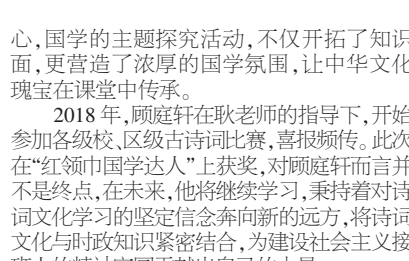 心,国学的主题探究活动,不仅开拓了知识
面,更营造了浓厚的国学氛围,让中华文化
瑰宝在课堂中传承。
2018年,顾庭轩在耿老师的指导下,开始
参加各级校、区级古诗词比赛,喜报频传。此次
在“红领巾国学达人”上获奖,对顾庭轩而言并
不是终点,在未来,他将继续学习,秉持着对诗
词文化学习的坚定信念奔向新的远方,将诗词
文化与时政知识紧密结合,为建设社会主义接